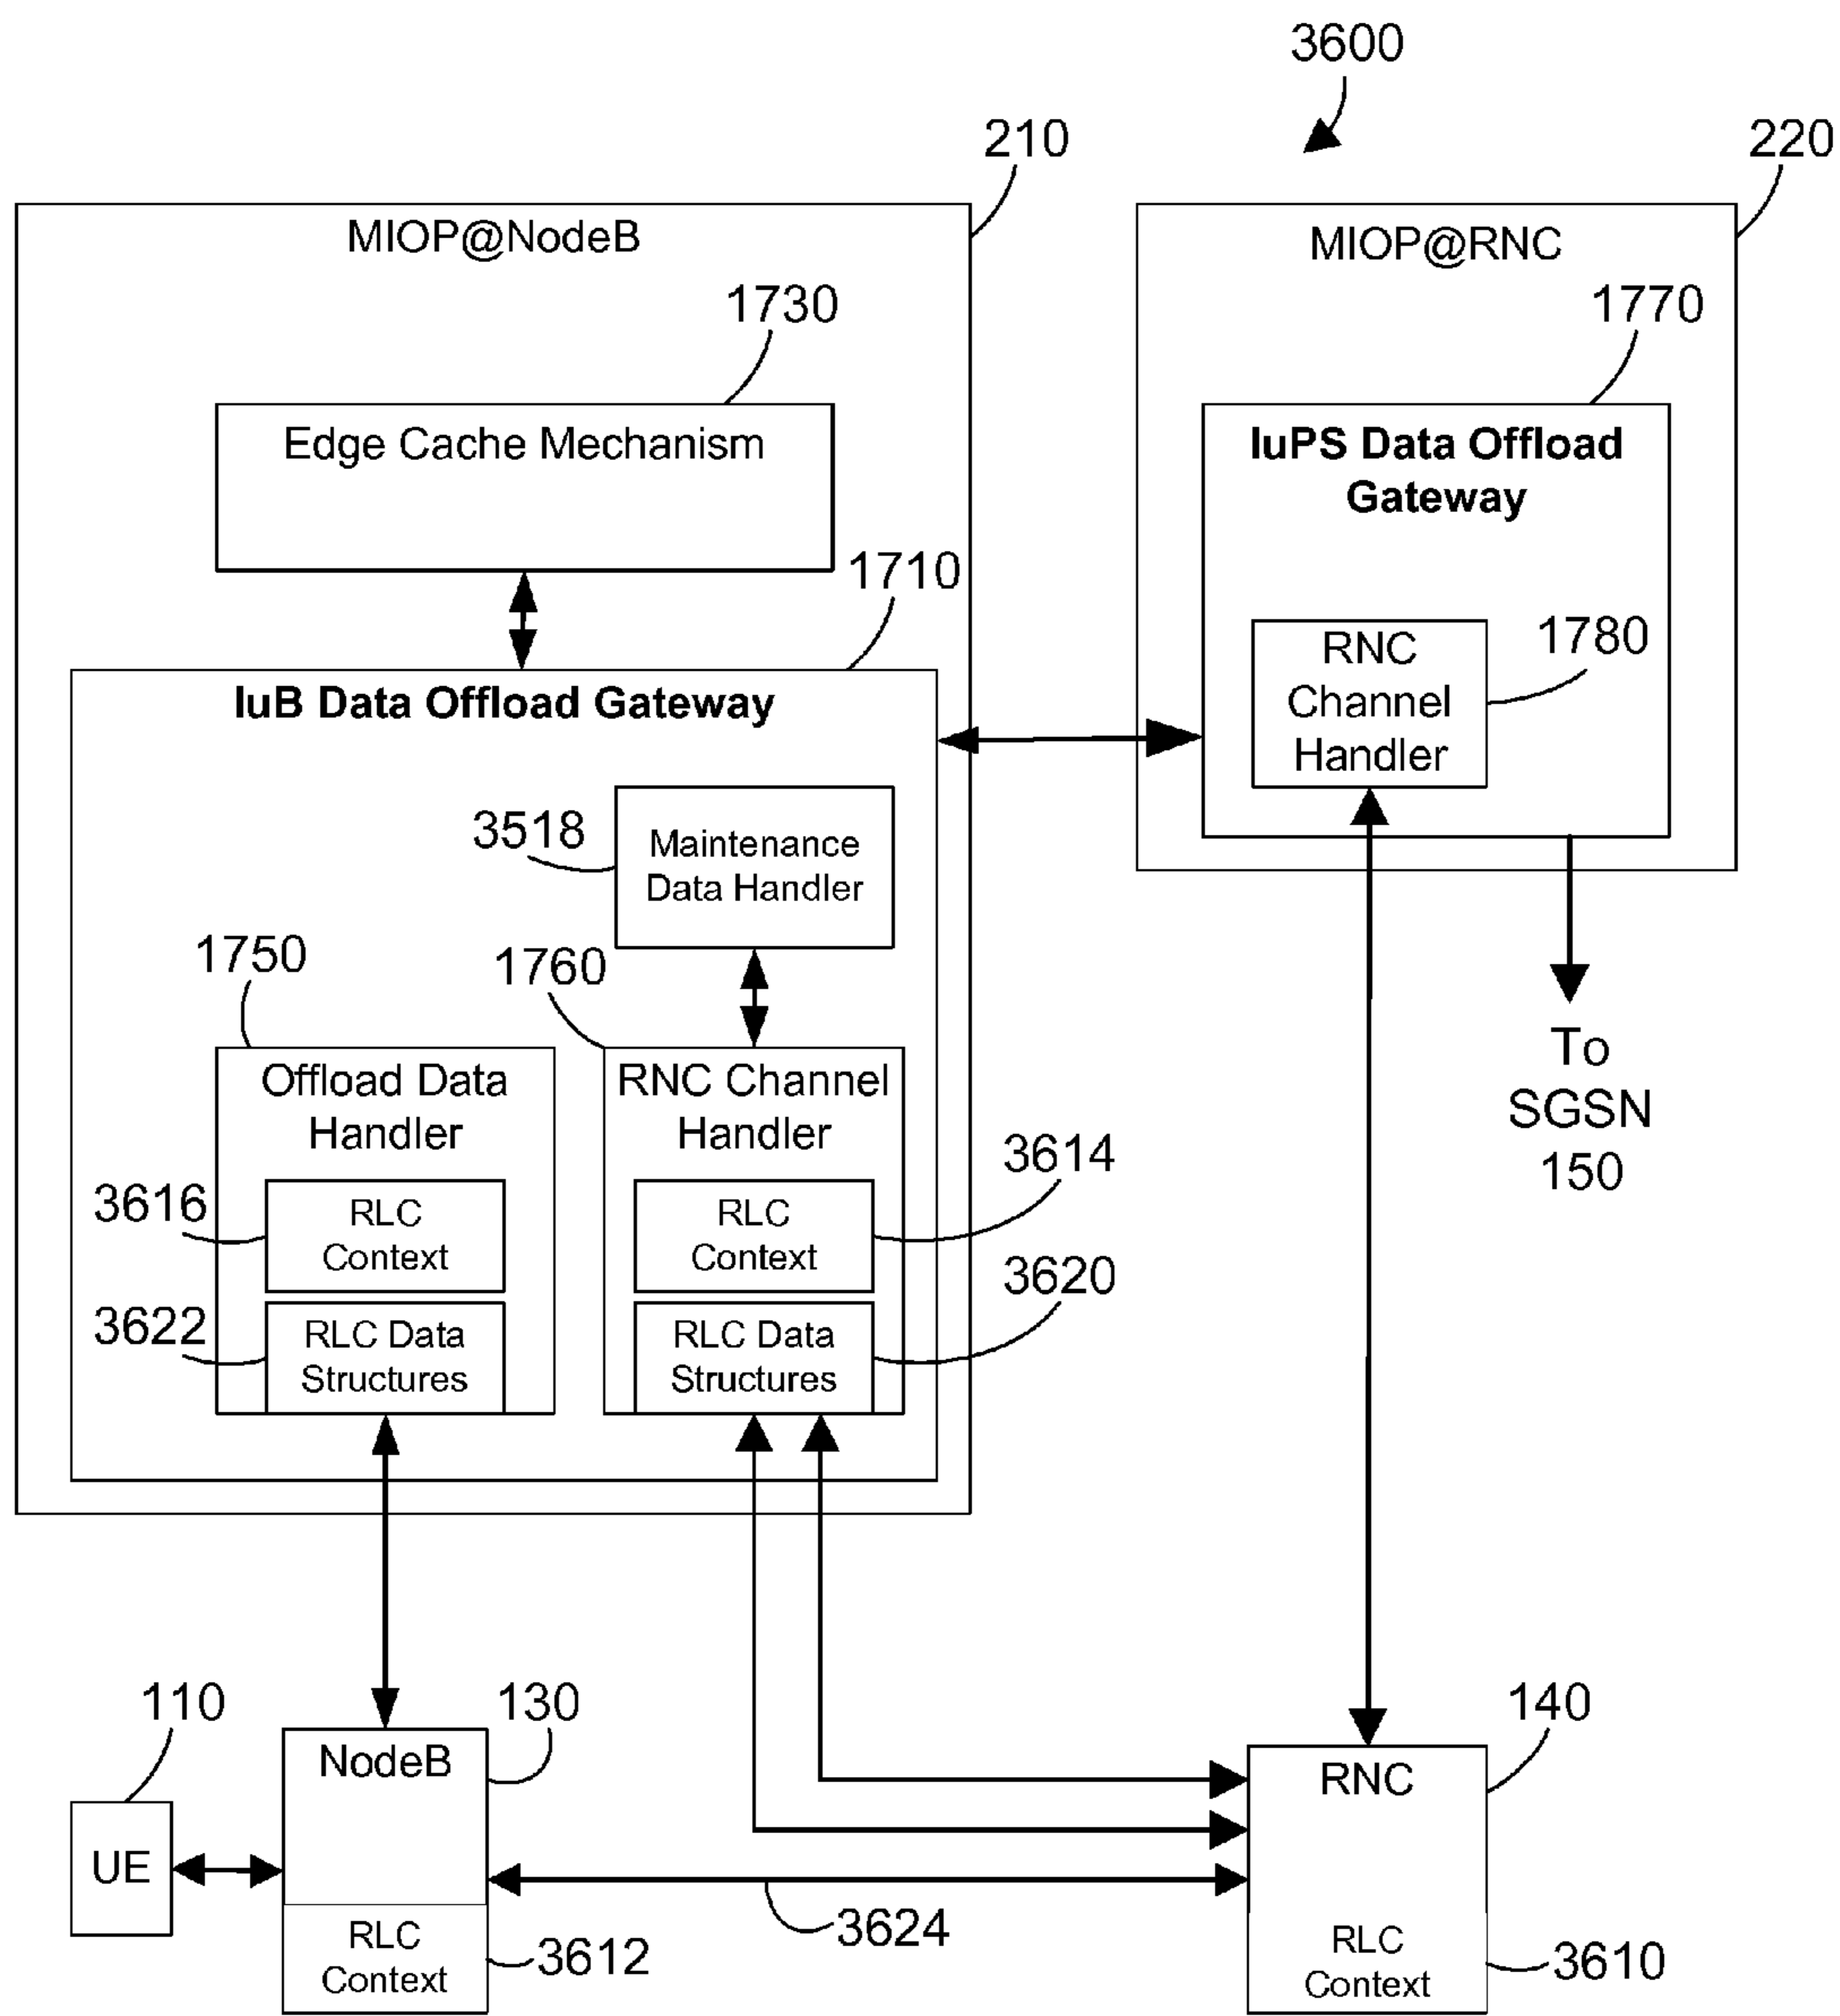 3600
210
220
MIOP@NodeB
MIOP@RNC
1730
1770
Edge Cache Mechanism
IuPS Data Offload
Gateway
1710
1780
RNC
Channel
Handler
IuB Data Offload Gateway
3518
Maintenance
Data Handler
1750
1760
To
SGSN
150
Offload Data
Handler
RNC Channel
Handler
3616
RLC
Context
RLC
Context
3614
3622
RLC Data
Structures
RLC Data
Structures
3620
110
130
140
NodeB
RNC
UE
3624
RLC
Context
3612
RLC
Context
3610